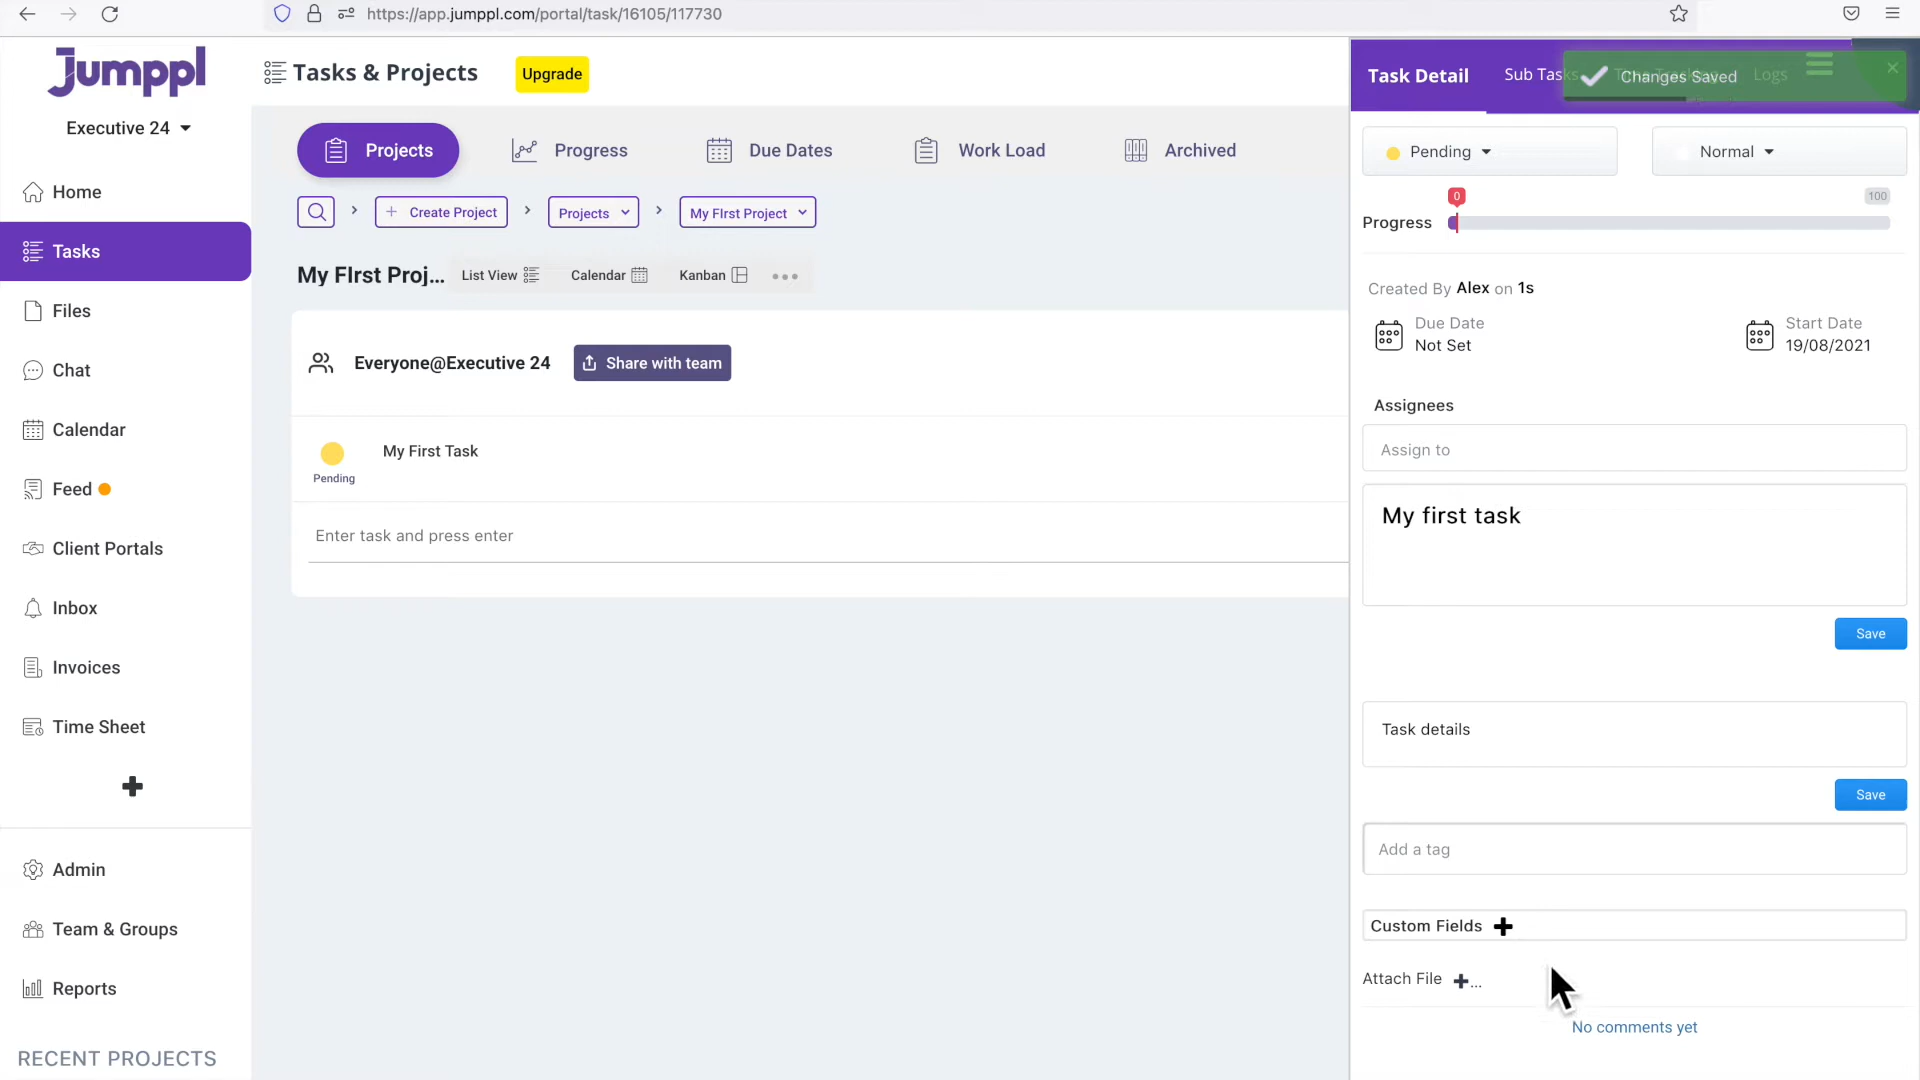 https://app.jumppl.com/portal/task/16105/117730
Jumppl
Executive 24
Home
Tasks
Files
Chat
Calendar
Feed
Client Portals
Inbox
Invoices
Time Sheet
Admin
Team & Groups
Reports
RECENT PROJECTS
Tasks & Projects
Upgrade
Projects
Progress
Due Dates
Work Load
Archived
Create Project
Projects
My FIrst Project
My FIrst Proj...
List View
Calendar
Kanban
Everyone@Executive 24
Share with team
Pending
My First Task
Enter task and press enter
Task Detail
Sub Tasks
Logs
Changes Saved
Pending
Normal
0
100
Progress
Created By Alex on 1s
Due Date
Not Set
Start Date
19/08/2021
Assignees
Assign to
My first task
Save
Task details
Save
Add a tag
Custom Fields
Attach File
...
No comments yet